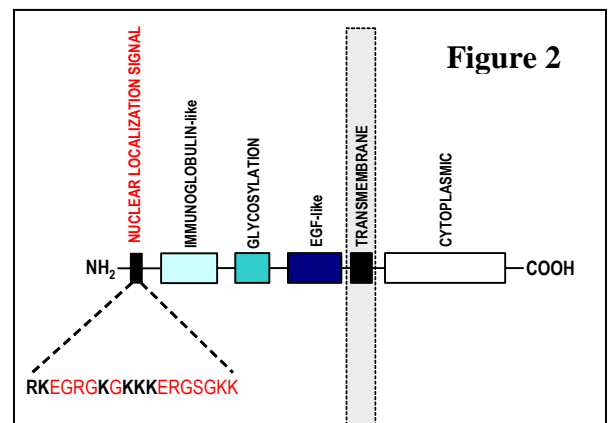 Figure 2
NUCLEAR LOCALIZATION SIGNAL
IMMUNOGLOBULIN-like
GLYCOSYLATION
EGF-like
TRANSMEMBRANE
CYTOPLASMIC
NH₂
COOH
RKEGRGKGKKKERGSGKK